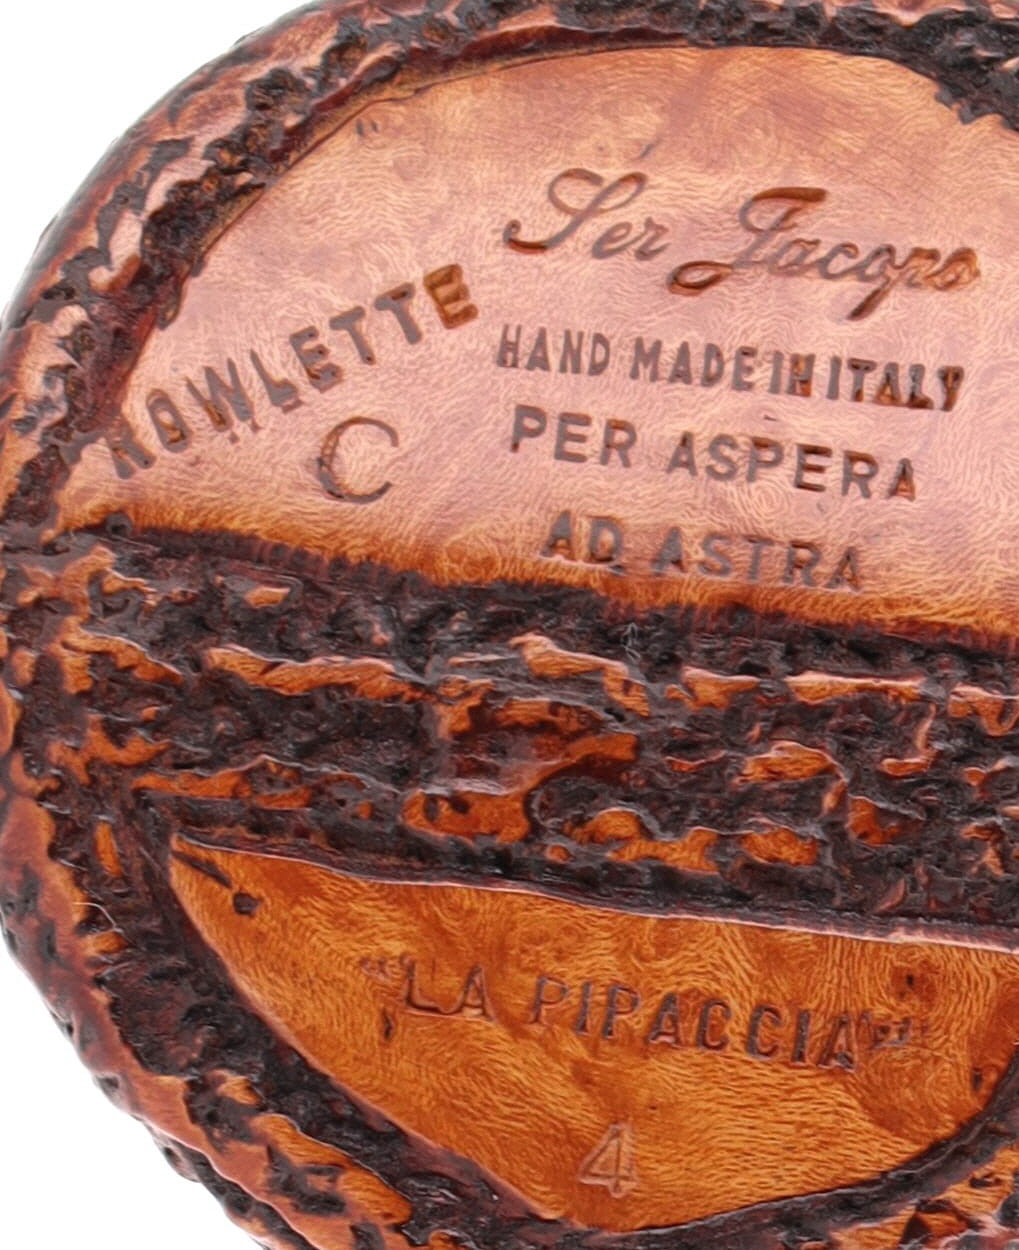 Ser Jacopo
ROWLETTE
HAND MADE IN ITALY
C
PER ASPERA
AD ASTRA
"LA PIPACCIA"
4